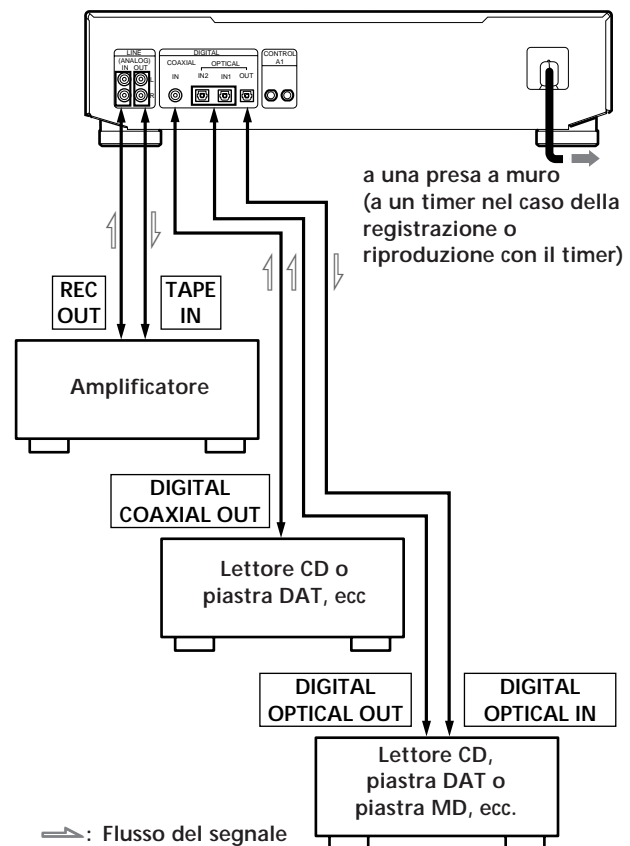 LINE
(ANALOG)
IN OUT
L
R
DIGITAL
COAXIAL OPTICAL
IN IN2 IN1 OUT
CONTROL
A1
a una presa a muro
(a un timer nel caso della
registrazione o
riproduzione con il timer)
REC
OUT
TAPE
IN
Amplificatore
DIGITAL
COAXIAL OUT
Lettore CD o
piastra DAT, ecc
DIGITAL
OPTICAL OUT
DIGITAL
OPTICAL IN
Lettore CD,
piastra DAT o
piastra MD, ecc.
: Flusso del segnale